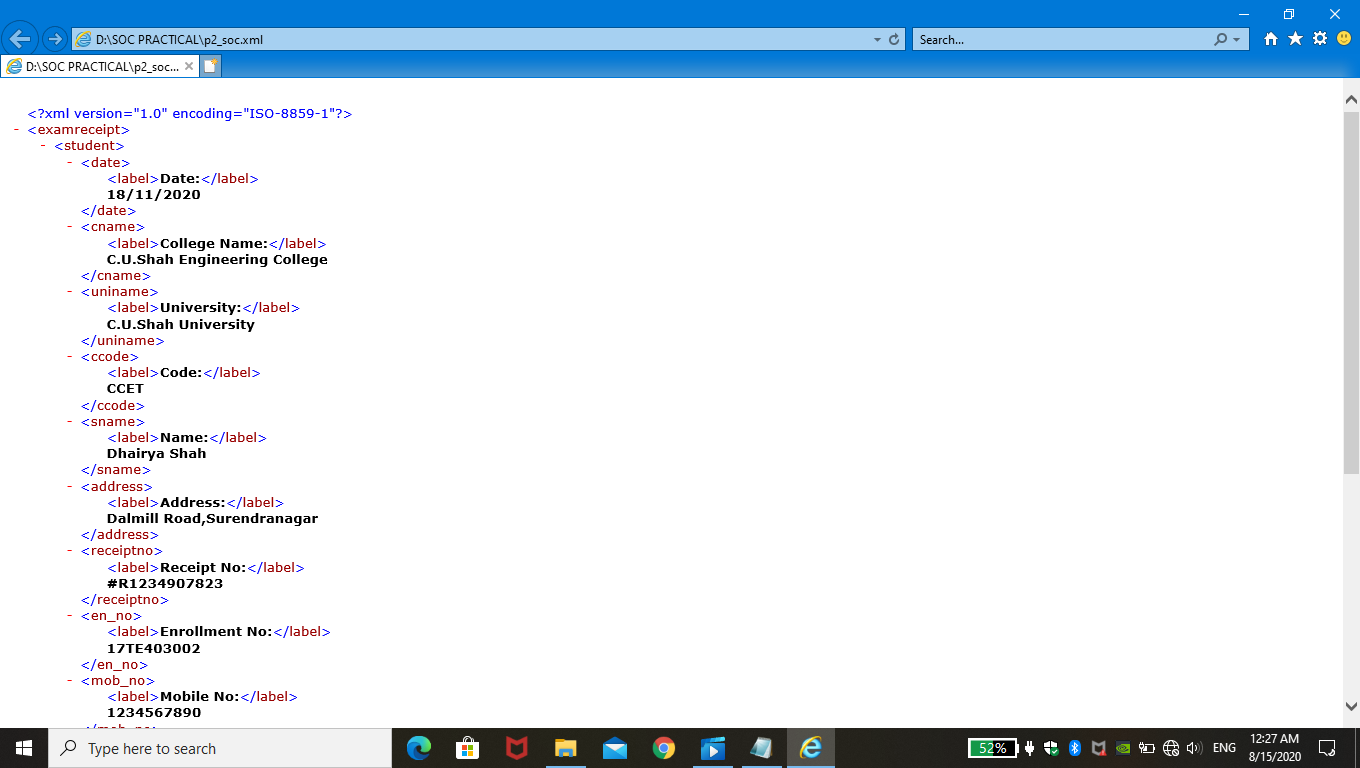 D:\SOC PRACTICAL\p2_soc.xml
Search...
D:\SOC PRACTICAL\p2_soc...
<?xml version="1.0" encoding="ISO-8859-1"?>
- <examreceipt>
- <student>
- <date>
<label>Date:</label>
18/11/2020
</date>
- <cname>
<label>College Name:</label>
C.U.Shah Engineering College
</cname>
- <uniname>
<label>University:</label>
C.U.Shah University
</uniname>
- <ccode>
<label>Code:</label>
CCET
</ccode>
- <sname>
<label>Name:</label>
Dhairya Shah
</sname>
- <address>
<label>Address:</label>
Dalmill Road,Surendranagar
</address>
- <receiptno>
<label>Receipt No:</label>
#R1234907823
</receiptno>
- <en_no>
<label>Enrollment No:</label>
17TE403002
</en_no>
- <mob_no>
<label>Mobile No:</label>
1234567890
</mob_no>
Type here to search
52%
ENG
12:27 AM
8/15/2020